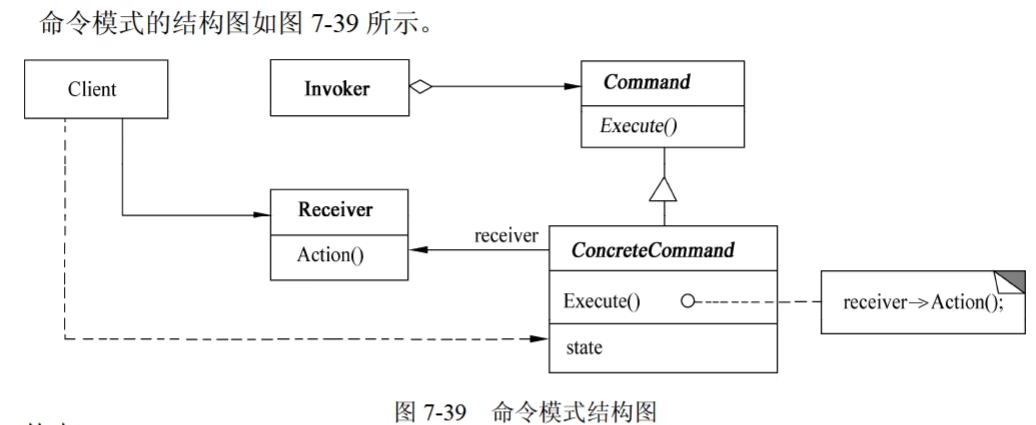 命令模式的结构图如图 7-39 所示。
Client
Invoker
Command
Execute()
Receiver
Action()
receiver
ConcreteCommand
Execute()
receiver->Action();
state
图 7-39 命令模式结构图